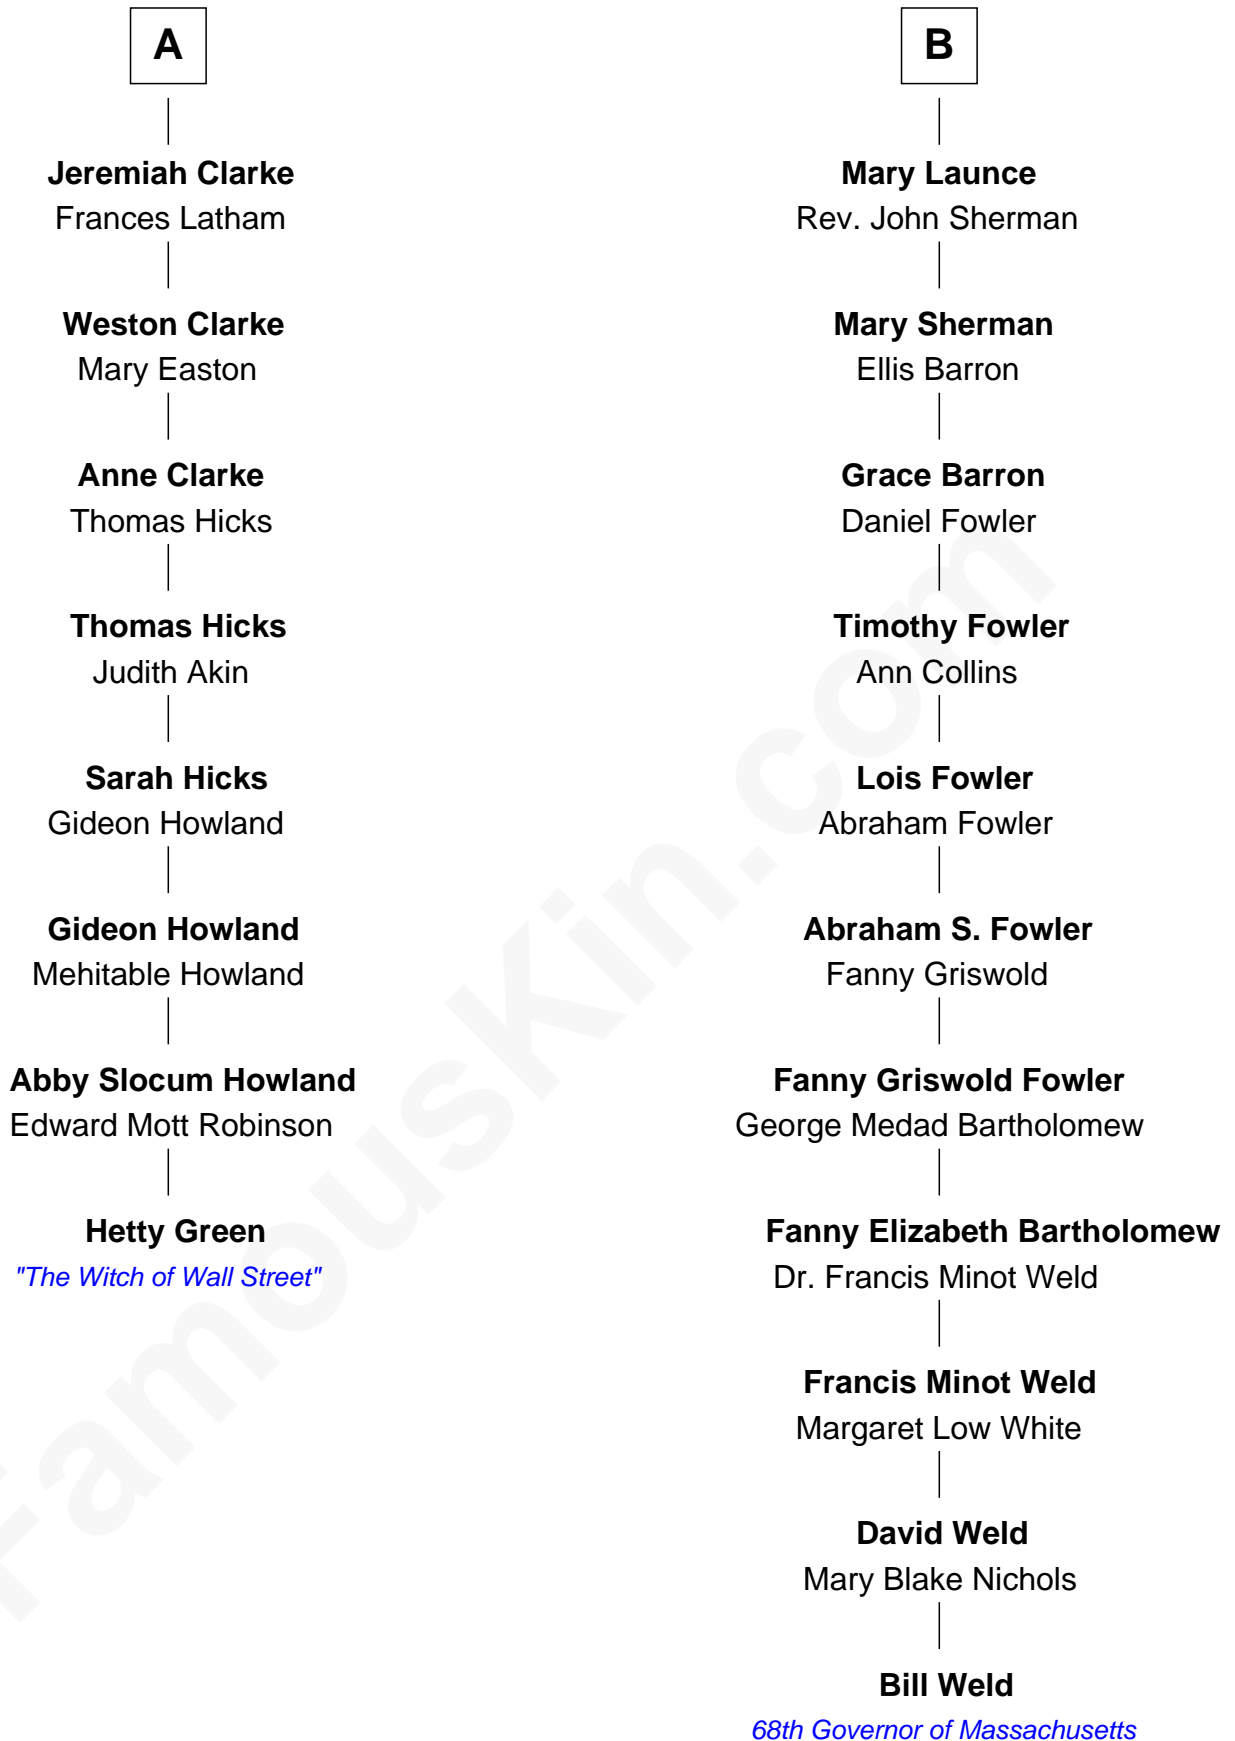 A
Jeremiah Clarke
Frances Latham
Weston Clarke
Mary Easton
Anne Clarke
Thomas Hicks
Thomas Hicks
Judith Akin
Sarah Hicks
Gideon Howland
Gideon Howland
Mehitable Howland
Abby Slocum Howland
Edward Mott Robinson
Hetty Green
"The Witch of Wall Street"
B
Mary Launce
Rev. John Sherman
Mary Sherman
Ellis Barron
Grace Barron
Daniel Fowler
Timothy Fowler
Ann Collins
Lois Fowler
Abraham Fowler
Abraham S. Fowler
Fanny Griswold
Fanny Griswold Fowler
George Medad Bartholomew
Fanny Elizabeth Bartholomew
Dr. Francis Minot Weld
Francis Minot Weld
Margaret Low White
David Weld
Mary Blake Nichols
Bill Weld
68th Governor of Massachusetts
FamousKin.com